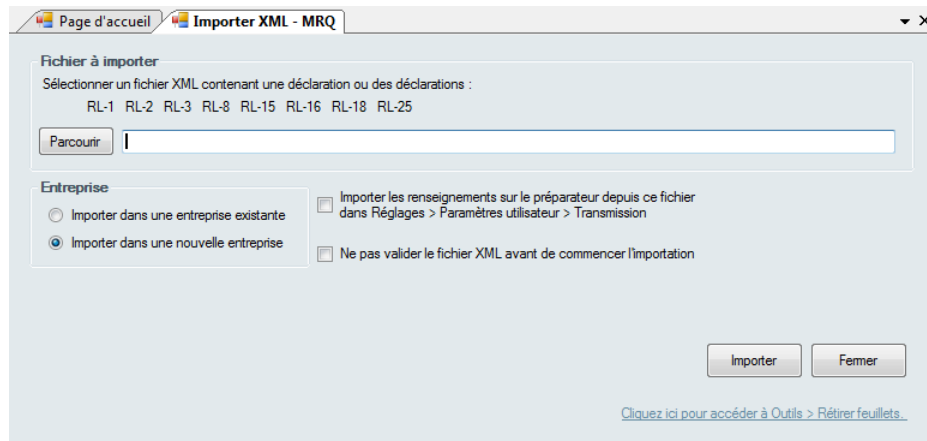 Page d'accueil
Importer XML - MRQ
Fichier à importer
Sélectionner un fichier XML contenant une déclaration ou des déclarations :
RL-1 RL-2 RL-3 RL-8 RL-15 RL-16 RL-18 RL-25
Parcourir
Entreprise
Importer dans une entreprise existante
Importer dans une nouvelle entreprise
Importer les renseignements sur le préparateur depuis ce fichier
dans Réglages > Paramètres utilisateur > Transmission
Ne pas valider le fichier XML avant de commencer l'importation
Importer
Fermer
Cliquez ici pour accéder à Outils > Rétirer feuillets.